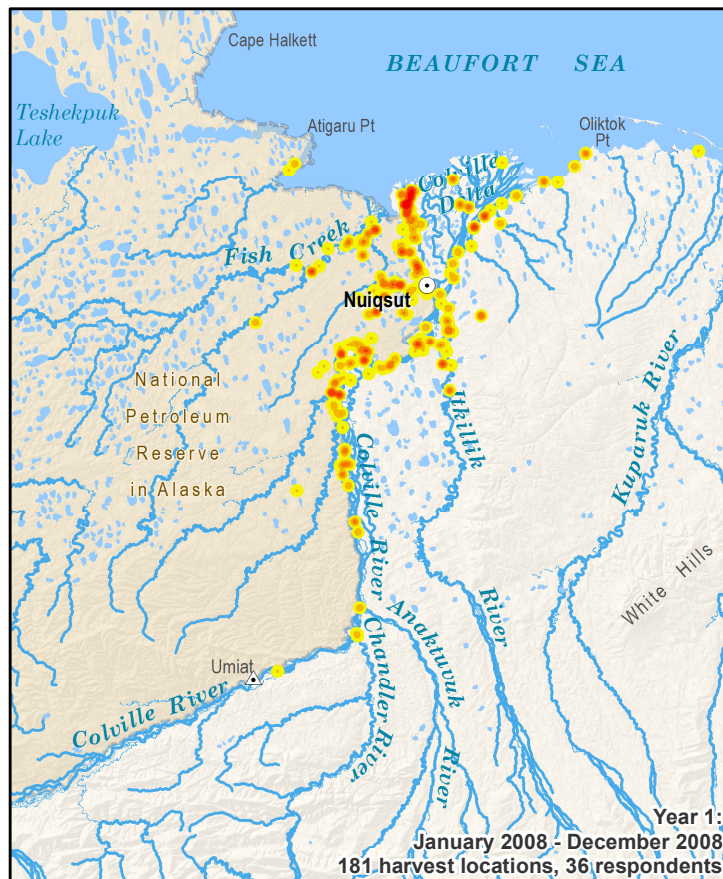 Cape Halkett
BEAUFORT SEA
Teshekpuk
Lake
Atigaru Pt
Oliktok
Pt
Colville
Delta
Fish Creek
Nuiqsut
National
Petroleum
Reserve
in Alaska
Itkillik
River
Kuparuk River
Colville River
White Hills
Anaktuvuk
River
Chandler River
Umiat
Colville River
Year 1:
January 2008 - December 2008
181 harvest locations, 36 respondents